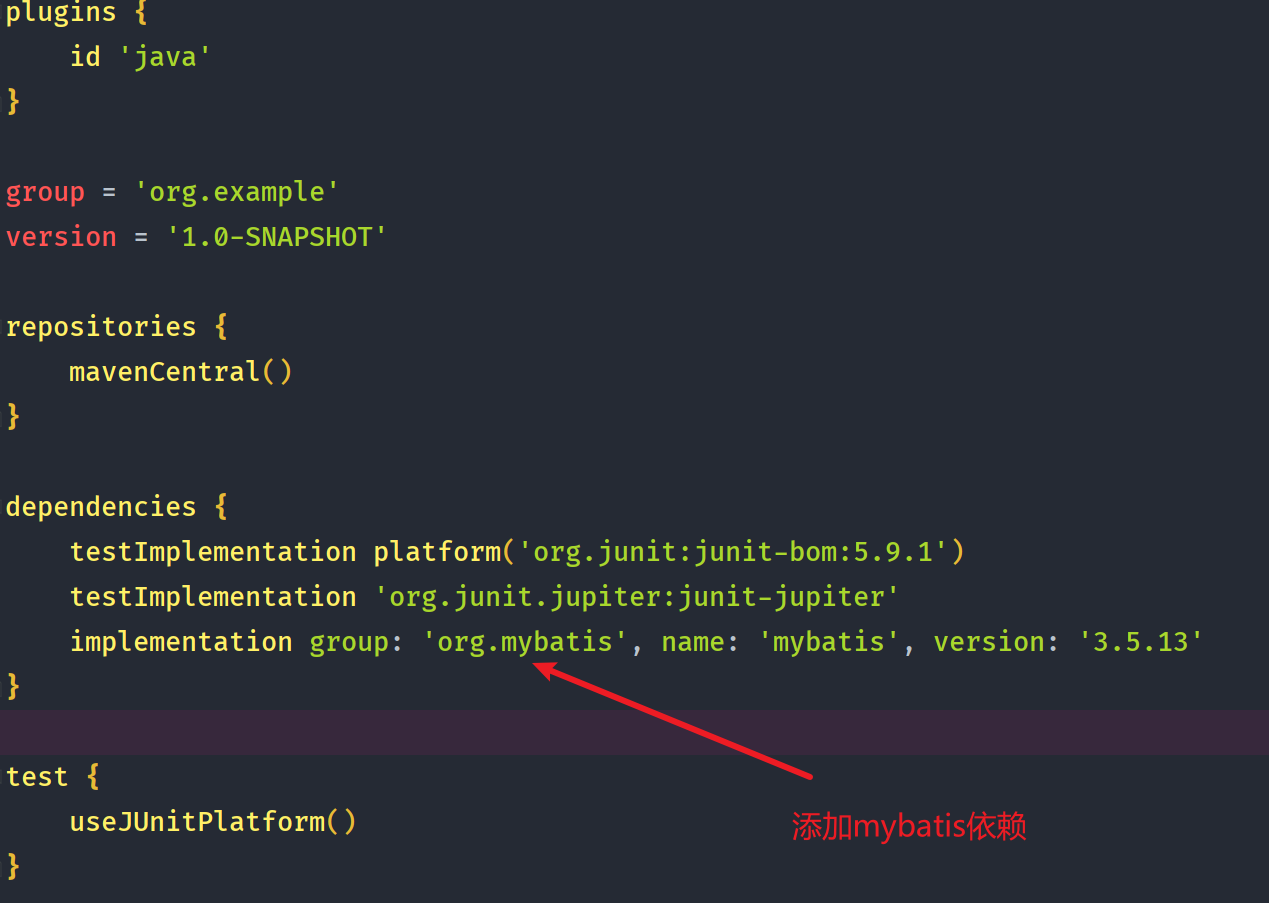 plugins {
    id 'java'
}
group = 'org.example'
version = '1.0-SNAPSHOT'
repositories {
    mavenCentral()
}
dependencies {
    testImplementation platform('org.junit:junit-bom:5.9.1')
    testImplementation 'org.junit.jupiter:junit-jupiter'
    implementation group: 'org.mybatis', name: 'mybatis', version: '3.5.13'
}
test {
    useJUnitPlatform()
添加mybatis依赖
}